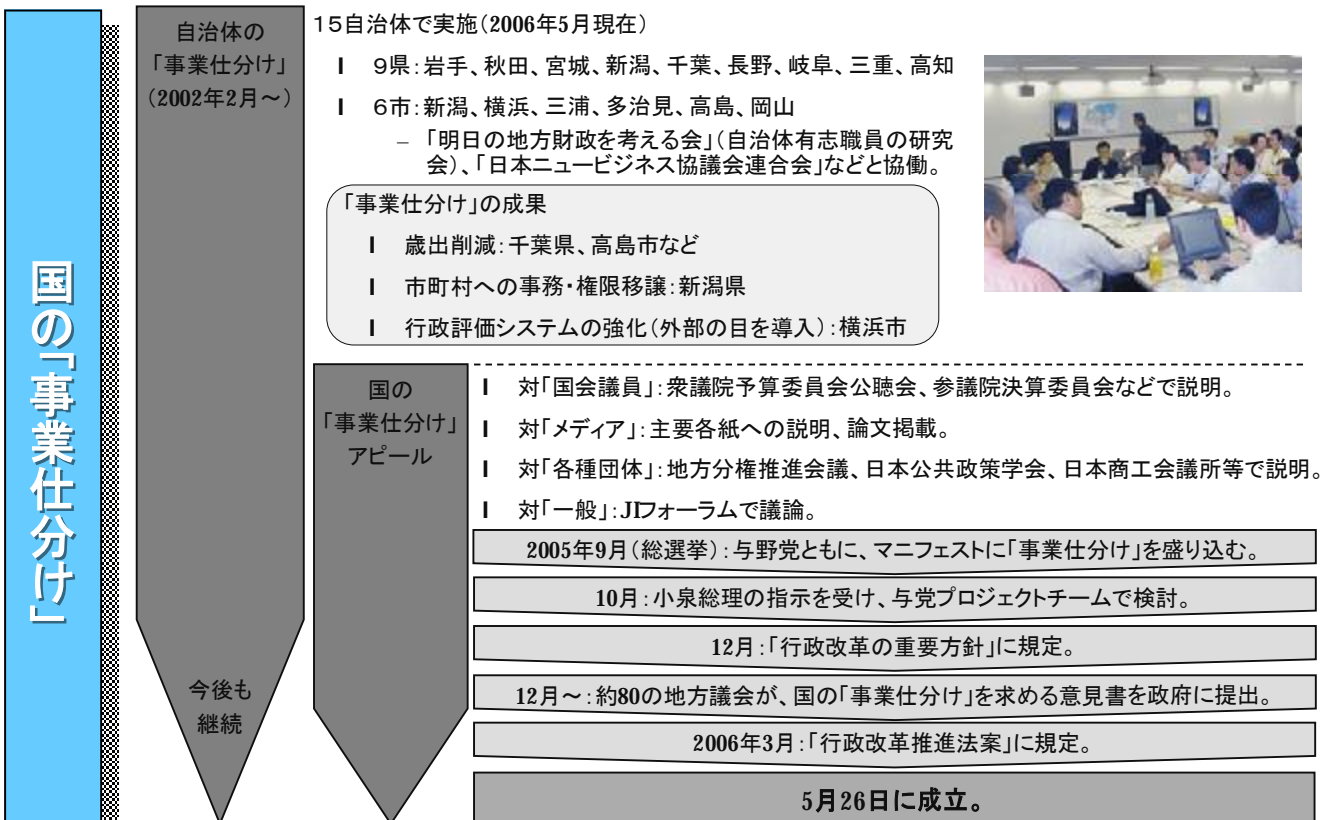 国の「事業仕分け」
自治体の
「事業仕分け」
(2002年2月～)
今後も
継続
15自治体で実施(2006年5月現在)
l 9県:岩手、秋田、宮城、新潟、千葉、長野、岐阜、三重、高知
l 6市:新潟、横浜、三浦、多治見、高島、岡山
– 「明日の地方財政を考える会」(自治体有志職員の研究
会)、「日本ニュービジネス協議会連合会」などと協働。
「事業仕分け」の成果
l 歳出削減:千葉県、高島市など
l 市町村への事務・権限移譲:新潟県
l 行政評価システムの強化(外部の目を導入):横浜市
国の
「事業仕分け」
アピール
l 対「国会議員」:衆議院予算委員会公聴会、参議院決算委員会などで説明。
l 対「メディア」:主要各紙への説明、論文掲載。
l 対「各種団体」:地方分権推進会議、日本公共政策学会、日本商工会議所等で説明。
l 対「一般」:JIフォーラムで議論。
2005年9月(総選挙):与野党ともに、マニフェストに「事業仕分け」を盛り込む。
10月:小泉総理の指示を受け、与党プロジェクトチームで検討。
12月:「行政改革の重要方針」に規定。
12月～:約80の地方議会が、国の「事業仕分け」を求める意見書を政府に提出。
2006年3月:「行政改革推進法案」に規定。
5月26日に成立。